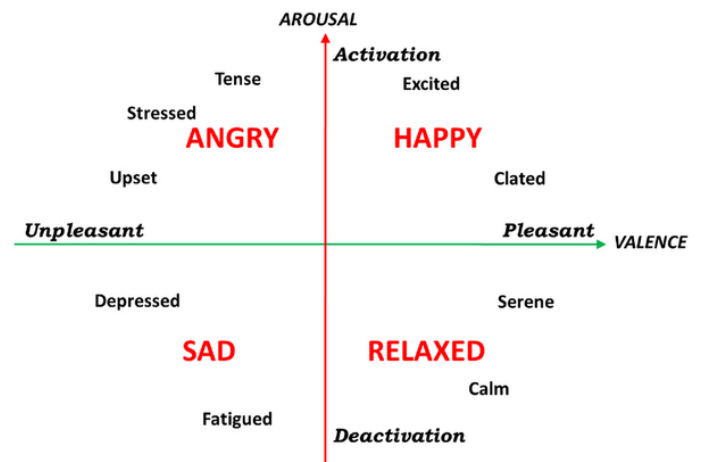 AROUSAL
Activation
Tense
Excited
Stressed
ANGRY
HAPPY
Upset
Clated
Unpleasant
Pleasant
VALENCE
Depressed
Serene
SAD
RELAXED
Calm
Fatigued
Deactivation